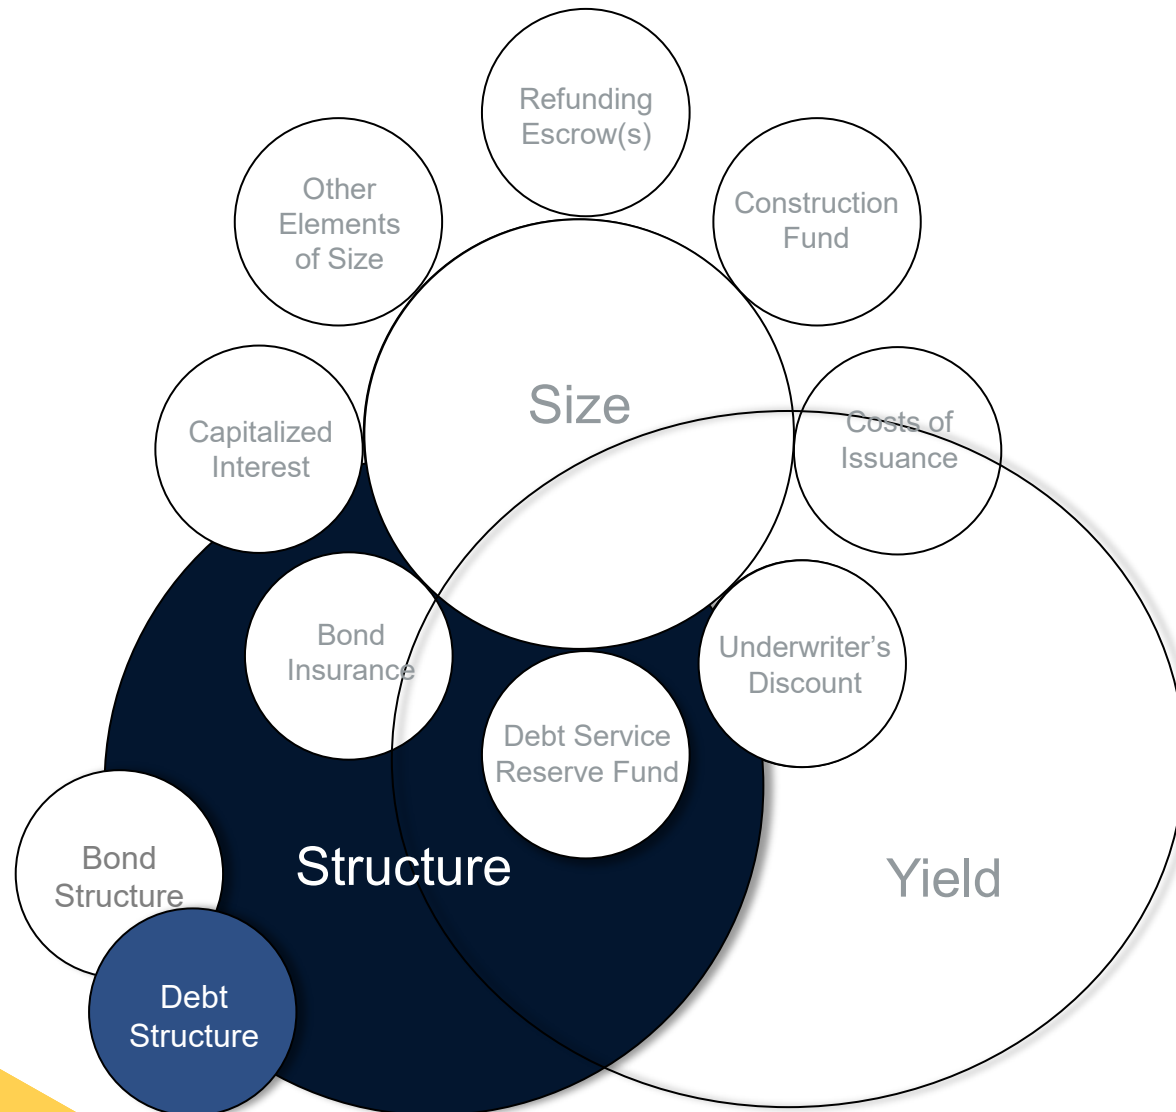 Refunding
Escrow(s)
Other
Elements
of Size
Construction
Fund
Size
Capitalized
Interest
Costs of
Issuance
Bond
Insurance
Underwriter’s
Discount
Debt Service
Reserve Fund
Bond
Structure
Structure
Yield
Debt
Structure